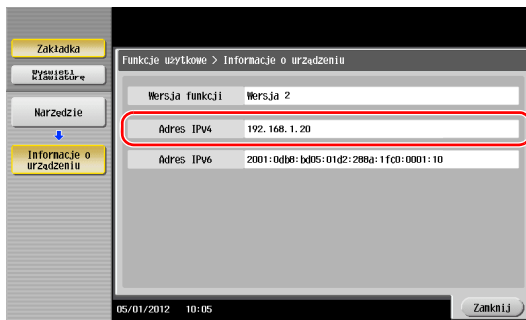 Zakładka
Wyświetl
klawiaturę
Narzędzie
Informacje o
urządzeniu
Funkcje użytkowe > Informacje o urządzeniu
Wersja funkcji Wersja 2
Adres IPv4 192.168.1.20
Adres IPv6 2001:0db8:bd05:01d2:288a:1fc0:0001:10
05/01/2012 10:05
Zamknij